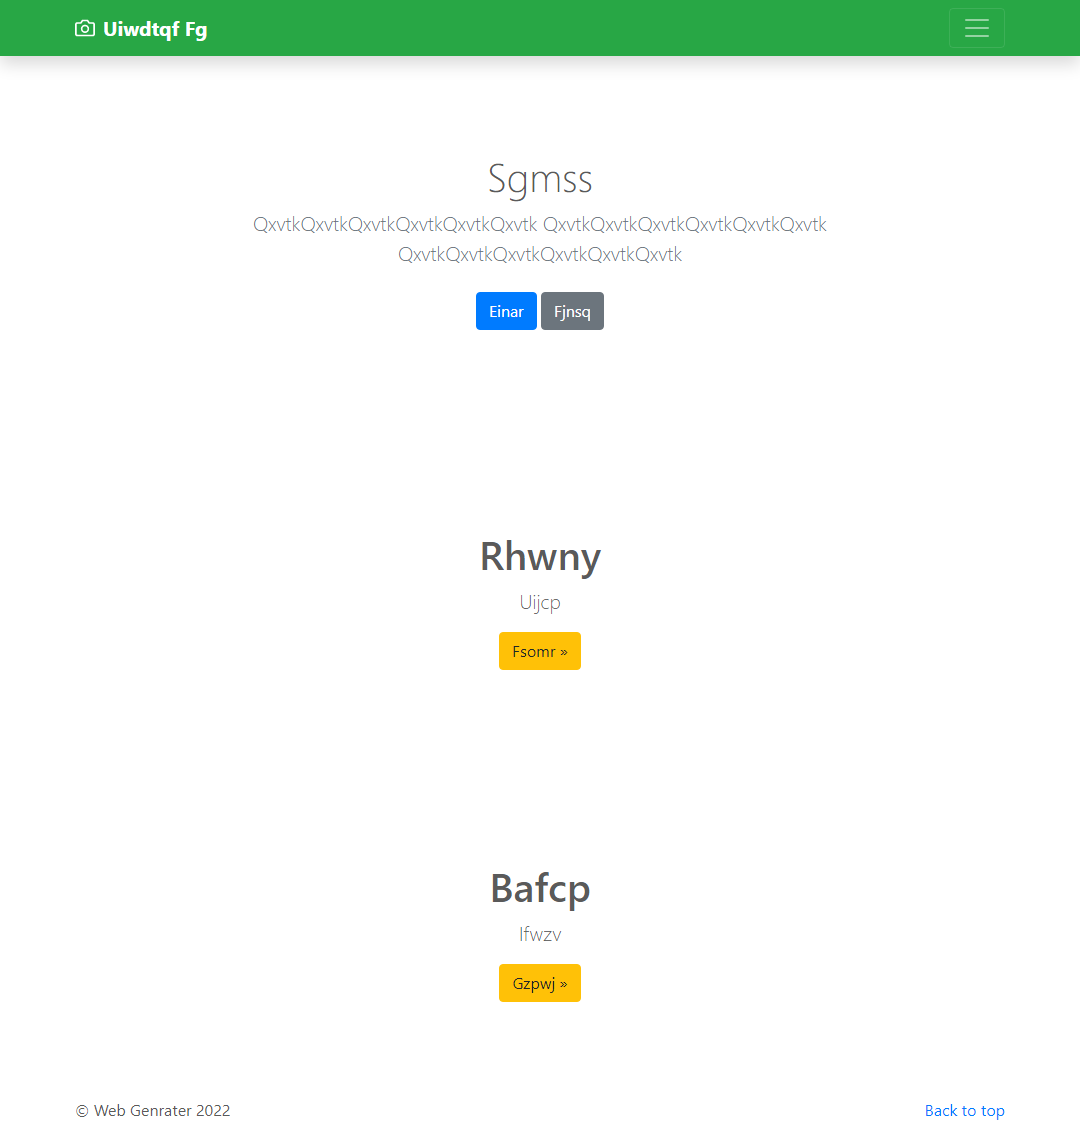 Uiwdtqf Fg
Sgmss
QxvtkQxvtkQxvtkQxvtkQxvtkQxvtk QxvtkQxvtkQxvtkQxvtkQxvtkQxvtk
QxvtkQxvtkQxvtkQxvtkQxvtkQxvtk
Einar Fjnsq
Rhwny
Uijcp
Fsomr »
Bafcp
Ifwzv
Gzpwj »
© Web Genrater 2022 Back to top